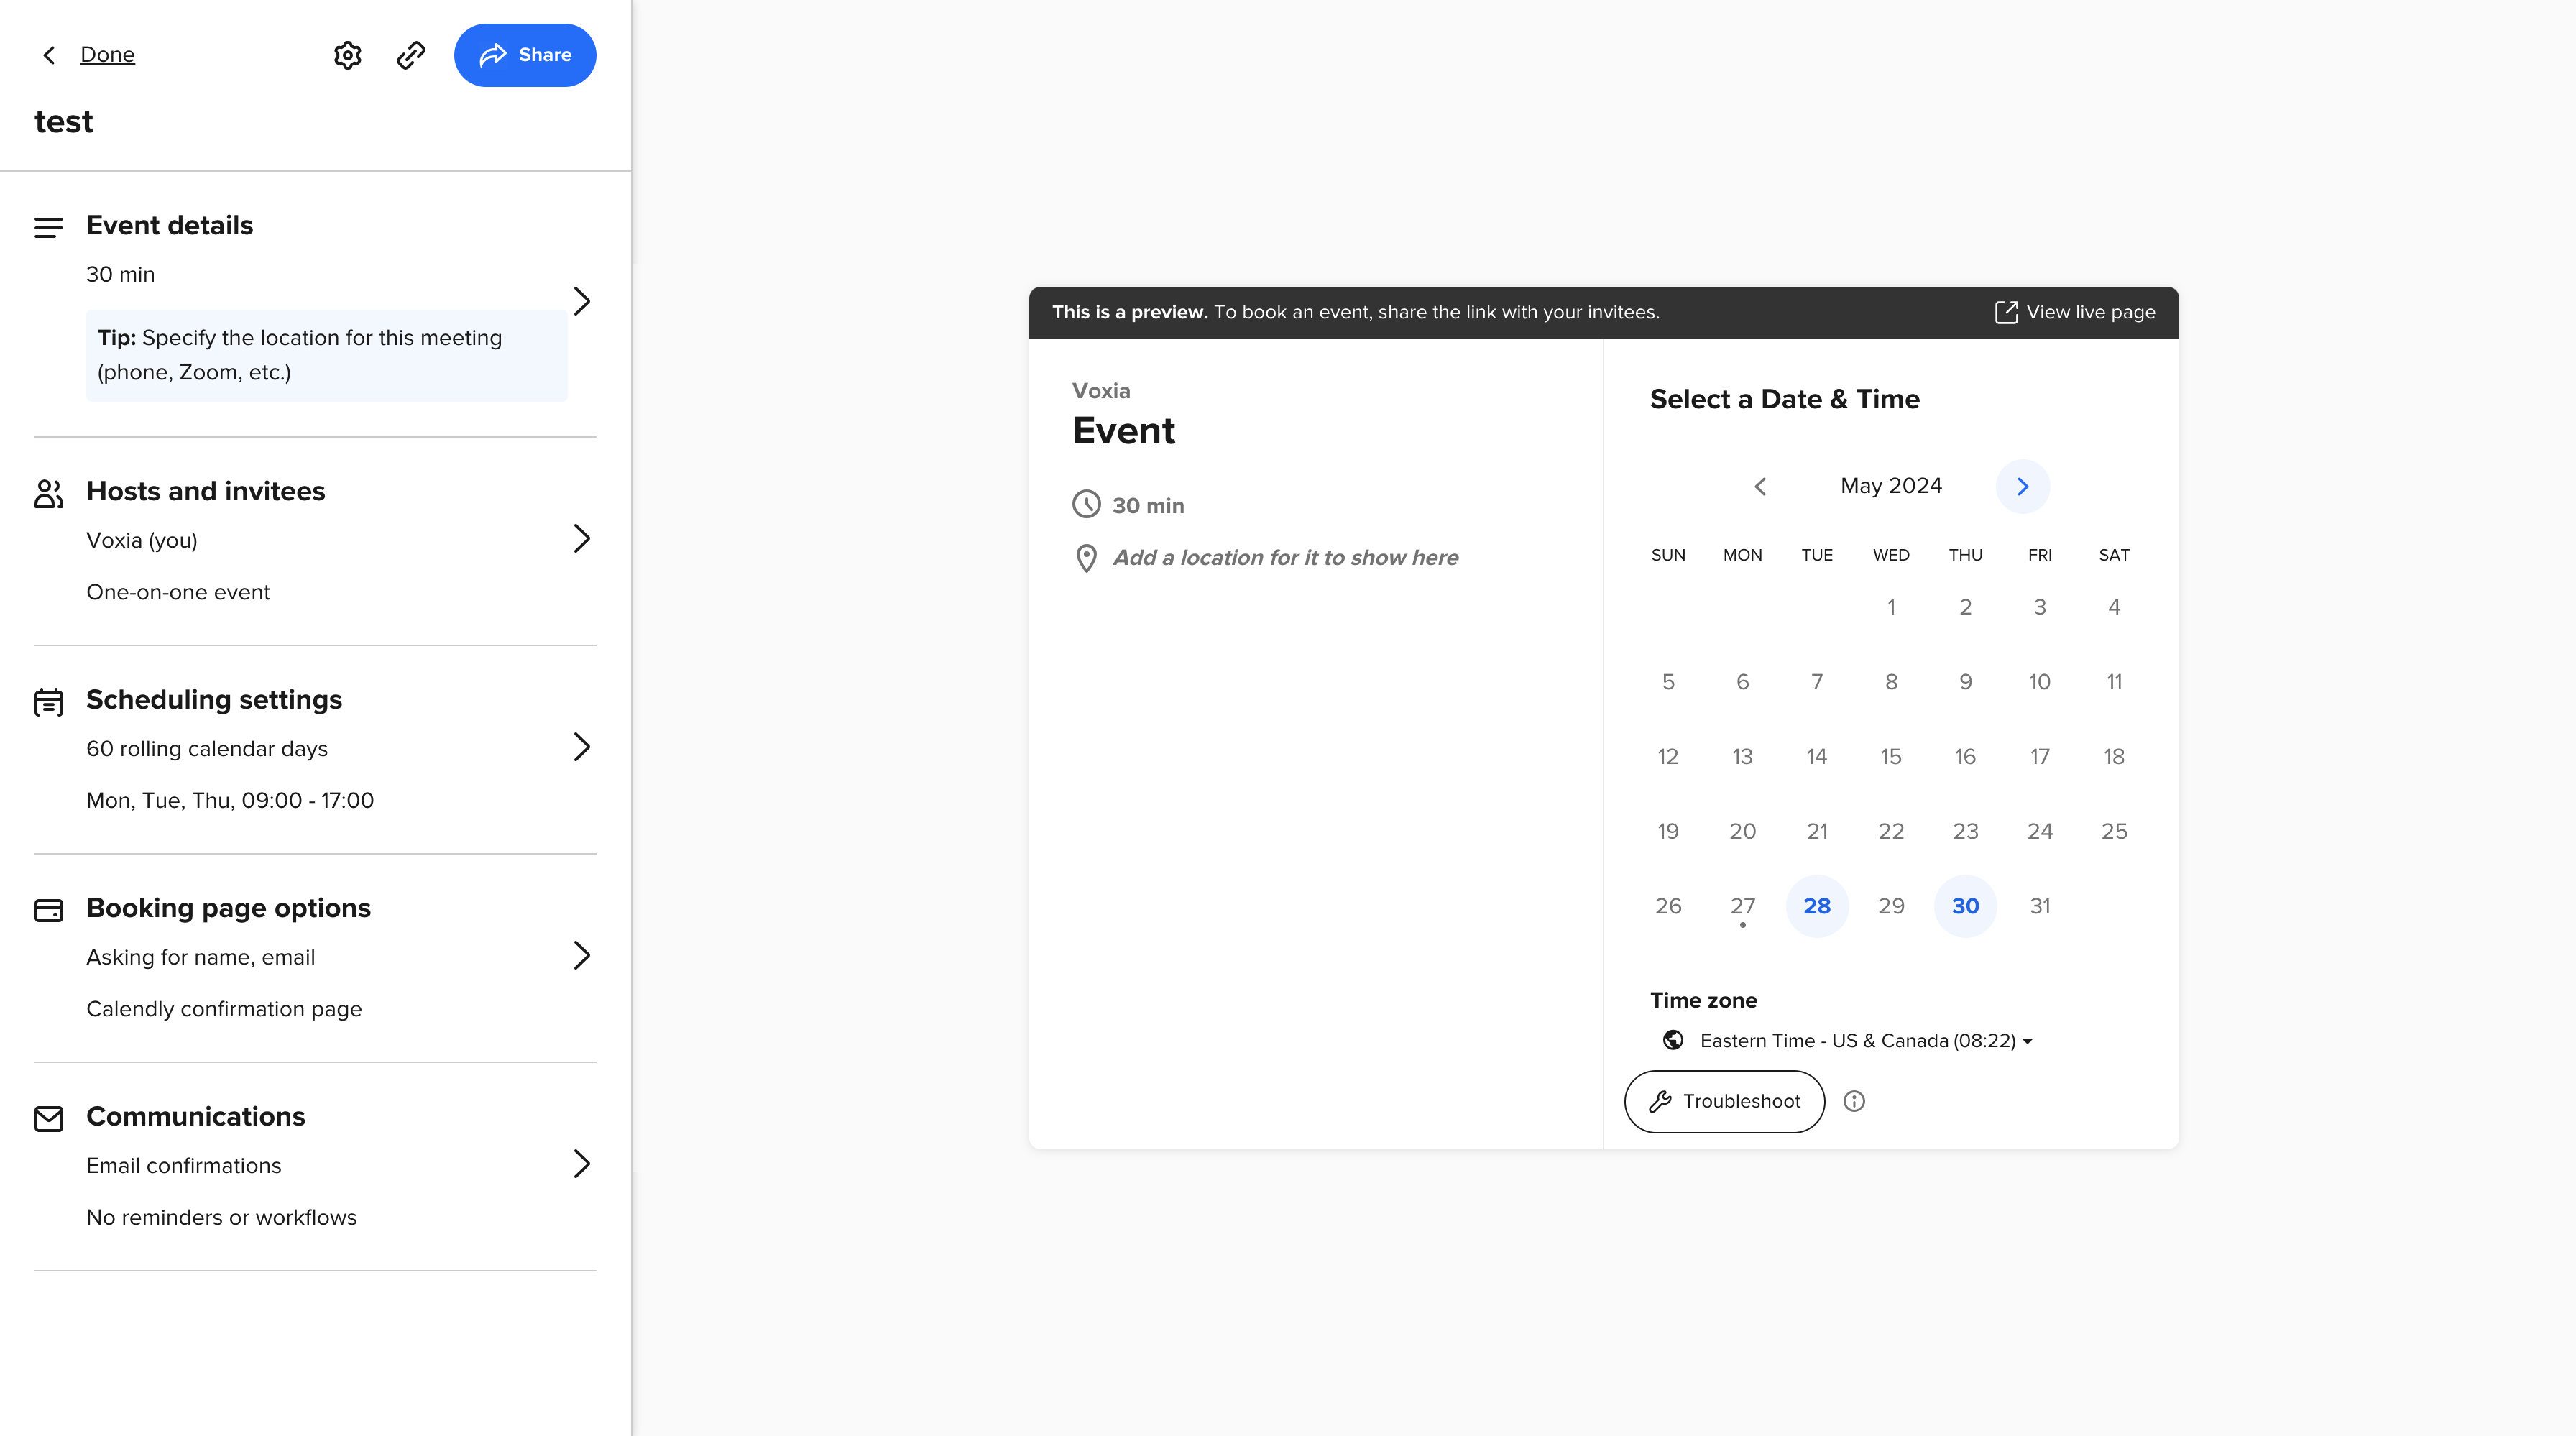 Done
Share
test
Event details
30 min
Tip: Specify the location for this meeting
(phone, Zoom, etc.)
Hosts and invitees
Voxia (you)
One-on-one event
Scheduling settings
60 rolling calendar days
Mon, Tue, Thu, 09:00 - 17:00
Booking page options
Asking for name, email
Calendly confirmation page
Communications
Email confirmations
No reminders or workflows
This is a preview. To book an event, share the link with your invitees.
View live page
Voxia
Event
30 min
Add a location for it to show here
Select a Date & Time
May 2024
SUN MON TUE WED THU FRI SAT
1 2 3 4
5 6 7 8 9 10 11
12 13 14 15 16 17 18
19 20 21 22 23 24 25
26 27 28 29 30 31
Time zone
Eastern Time - US & Canada (08:22)
Troubleshoot